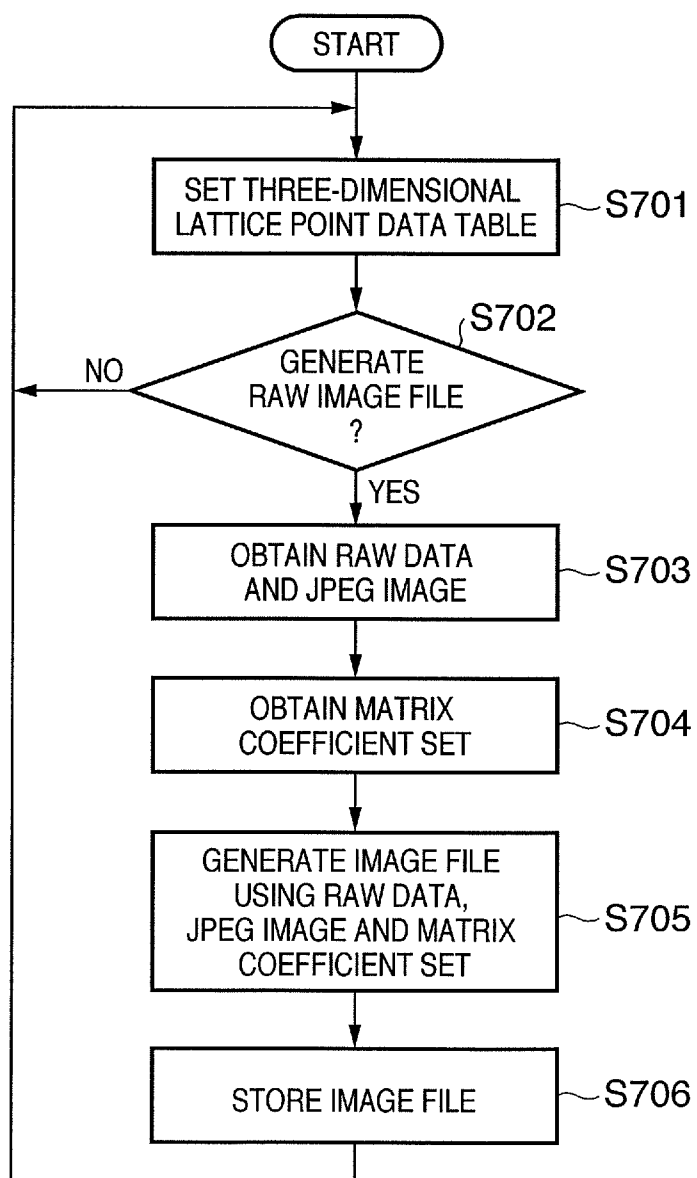 START
SET THREE-DIMENSIONAL
LATTICE POINT DATA TABLE
S701
S702
GENERATE
RAW IMAGE FILE
?
NO
YES
OBTAIN RAW DATA
AND JPEG IMAGE
S703
OBTAIN MATRIX
COEFFICIENT SET
S704
GENERATE IMAGE FILE
USING RAW DATA,
JPEG IMAGE AND MATRIX
COEFFICIENT SET
S705
STORE IMAGE FILE
S706